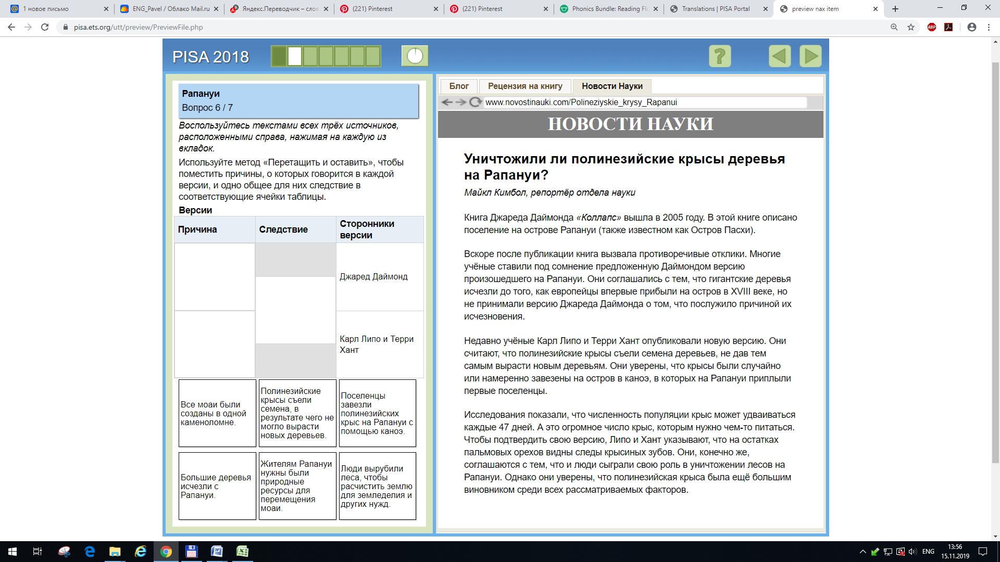 1 новое письмо
ENG_Pavel / Облако Mail.ru
Яндекс.Переводчик – слов
(221) Pinterest
(221) Pinterest
Phonics Bundle: Reading Flu
Translations | PISA Portal
preview nax item
pisa.ets.org/utt/preview/PreviewFile.php
ABP
PISA 2018
?
Рапануи
Вопрос 6 / 7
Воспользуйтесь текстами всех трёх источников,
расположенными справа, нажимая на каждую из
вкладок.
Используйте метод «Перетащить и оставить», чтобы
поместить причины, о которых говорится в каждой
версии, и одно общее для них следствие в
соответствующие ячейки таблицы.
Версии
Причина
Следствие
Сторонники
версии
Джаред Даймонд
Карл Липо и Терри
Хант
Все моаи были
созданы в одной
каменоломне.
Полинезийские
крысы съели
семена, в
результате чего не
могло вырасти
новых деревьев.
Поселенцы
завезли
полинезийских
крыс на Рапануи с
помощью каноэ.
Большие деревья
исчезли с
Рапануи.
Жителям Рапануи
нужны были
природные
ресурсы для
перемещения
моаи.
Люди вырубили
леса, чтобы
расчистить землю
для земледелия и
других нужд.
Блог
Рецензия на книгу
Новости Науки
www.novostinauki.com/Polineziyskie_krysy_Rapanui
НОВОСТИ НАУКИ
Уничтожили ли полинезийские крысы деревья
на Рапануи?
Майкл Кимбол, репортёр отдела науки
Книга Джареда Даймонда «Коллапс» вышла в 2005 году. В этой книге описано
поселение на острове Рапануи (также известном как Остров Пасхи).
Вскоре после публикации книга вызвала противоречивые отклики. Многие
учёные ставили под сомнение предложенную Даймондом версию
произошедшего на Рапануи. Они соглашались с тем, что гигантские деревья
исчезли до того, как европейцы впервые прибыли на остров в XVIII веке, но
не принимали версию Джареда Даймонда о том, что послужило причиной их
исчезновения.
Недавно учёные Карл Липо и Терри Хант опубликовали новую версию. Они
считают, что полинезийские крысы съели семена деревьев, не дав тем
самым вырасти новым деревьям. Они уверены, что крысы были случайно
или намеренно завезены на остров в каноэ, в которых на Рапануи приплыли
первые поселенцы.
Исследования показали, что численность популяции крыс может удваиваться
каждые 47 дней. А это огромное число крыс, которым нужно чем-то питаться.
Чтобы подтвердить свою версию, Липо и Хант указывают, что на остатках
пальмовых орехов видны следы крысиных зубов. Они, конечно же,
соглашаются с тем, что и люди сыграли свою роль в уничтожении лесов на
Рапануи. Однако они уверены, что полинезийская крыса была ещё большим
виновником среди всех рассматриваемых факторов.
ENG
13:56
15.11.2019